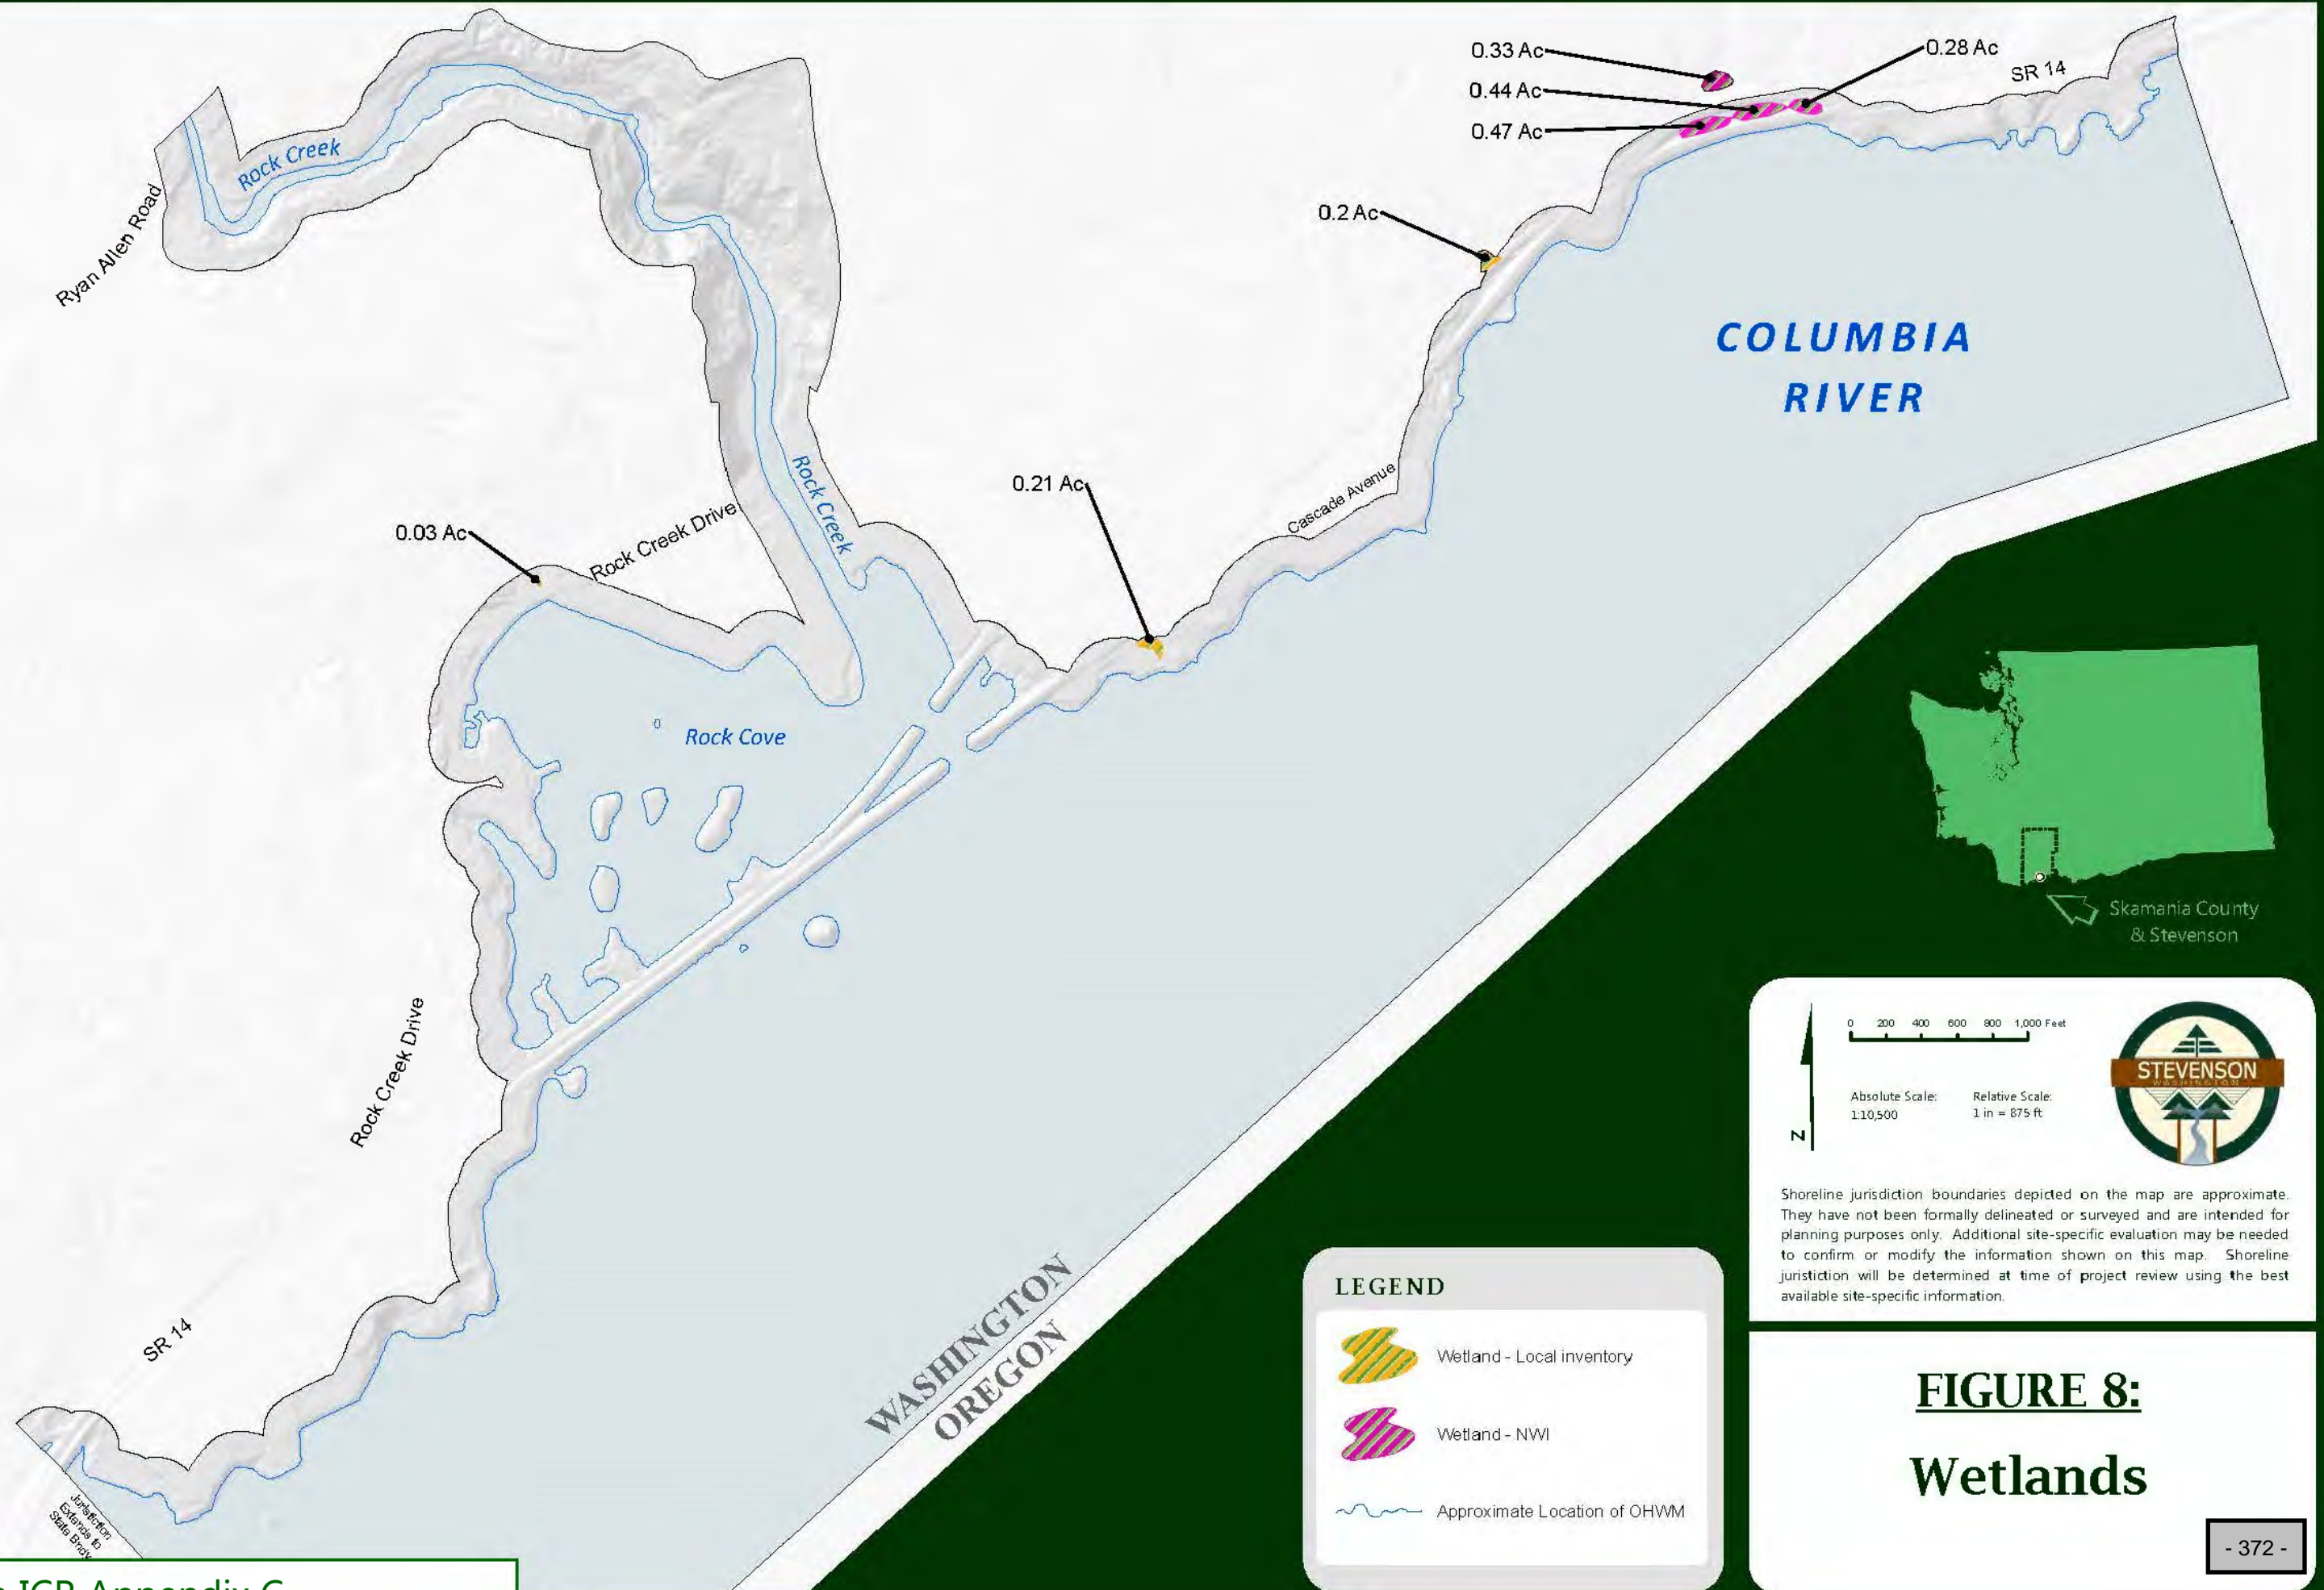 0.33 Ac
0.28 Ac
SR 14
0.44 Ac
0.47 Ac
Rock Creek
Ryan Allen Road
0.2 Ac
COLUMBIA
RIVER
Rock Creek
0.21 Ac
Cascade Avenue
0.03 Ac
Rock Creek Drive
Rock Cove
Skamania County
& Stevenson
Rock Creek Drive
0 200 400 600 800 1,000 Feet
Absolute Scale:
1:10,500
Relative Scale:
1 in = 875 ft
N
STEVENSON
WASHINGTON
Shoreline jurisdiction boundaries depicted on the map are approximate.
They have not been formally delineated or surveyed and are intended for
planning purposes only. Additional site-specific evaluation may be needed
to confirm or modify the information shown on this map. Shoreline
juristiction will be determined at time of project review using the best
available site-specific information.
SR 14
WASHINGTON
OREGON
LEGEND
Wetland - Local inventory
Wetland - NWI
Approximate Location of OHWM
FIGURE 8:
Wetlands
Jurisdiction
Extends to
State Bndy
- 372 -